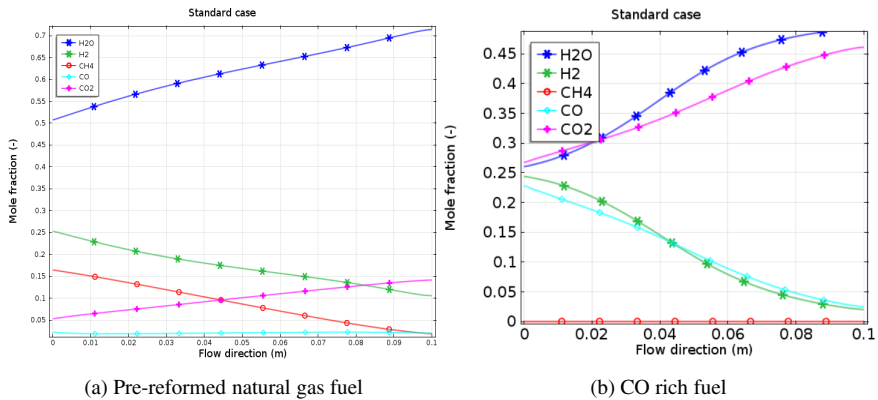 Standard case
0.7
0.65
0.6
0.55
0.5
0.45
0.4
0.35
0.3
0.25
0.2
0.15
0.1
0.05
Mole fraction (-)
H2O
H2
CH4
CO
CO2
0 0.01 0.02 0.03 0.04 0.05 0.06 0.07 0.08 0.09 0.1
Flow direction (m)
(a) Pre-reformed natural gas fuel
Standard case
0.45
0.4
0.35
0.3
0.25
0.2
0.15
0.1
0.05
0
Mole fraction (-)
H2O
H2
CH4
CO
CO2
0 0.02 0.04 0.06 0.08 0.1
Flow direction (m)
(b) CO rich fuel